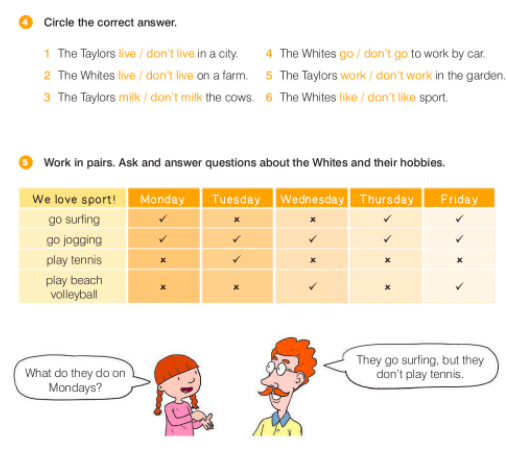 4 Circle the correct answer.
1 The Taylors live / don't live in a city.
2 The Whites live / don't live on a farm.
3 The Taylors milk / don't milk the cows.
4 The Whites go / don't go to work by car.
5 The Taylors work / don't work in the garden.
6 The Whites like / don't like sport.
5 Work in pairs. Ask and answer questions about the Whites and their hobbies.
We love sport! Monday Tuesday Wednesday Thursday Friday
go surfing ✓ × × ✓ ✓
go jogging ✓ ✓ ✓ ✓ ✓
play tennis × ✓ × × ×
play beach
volleyball × × ✓ × ✓
What do they do on
Mondays?
They go surfing, but they
don't play tennis.